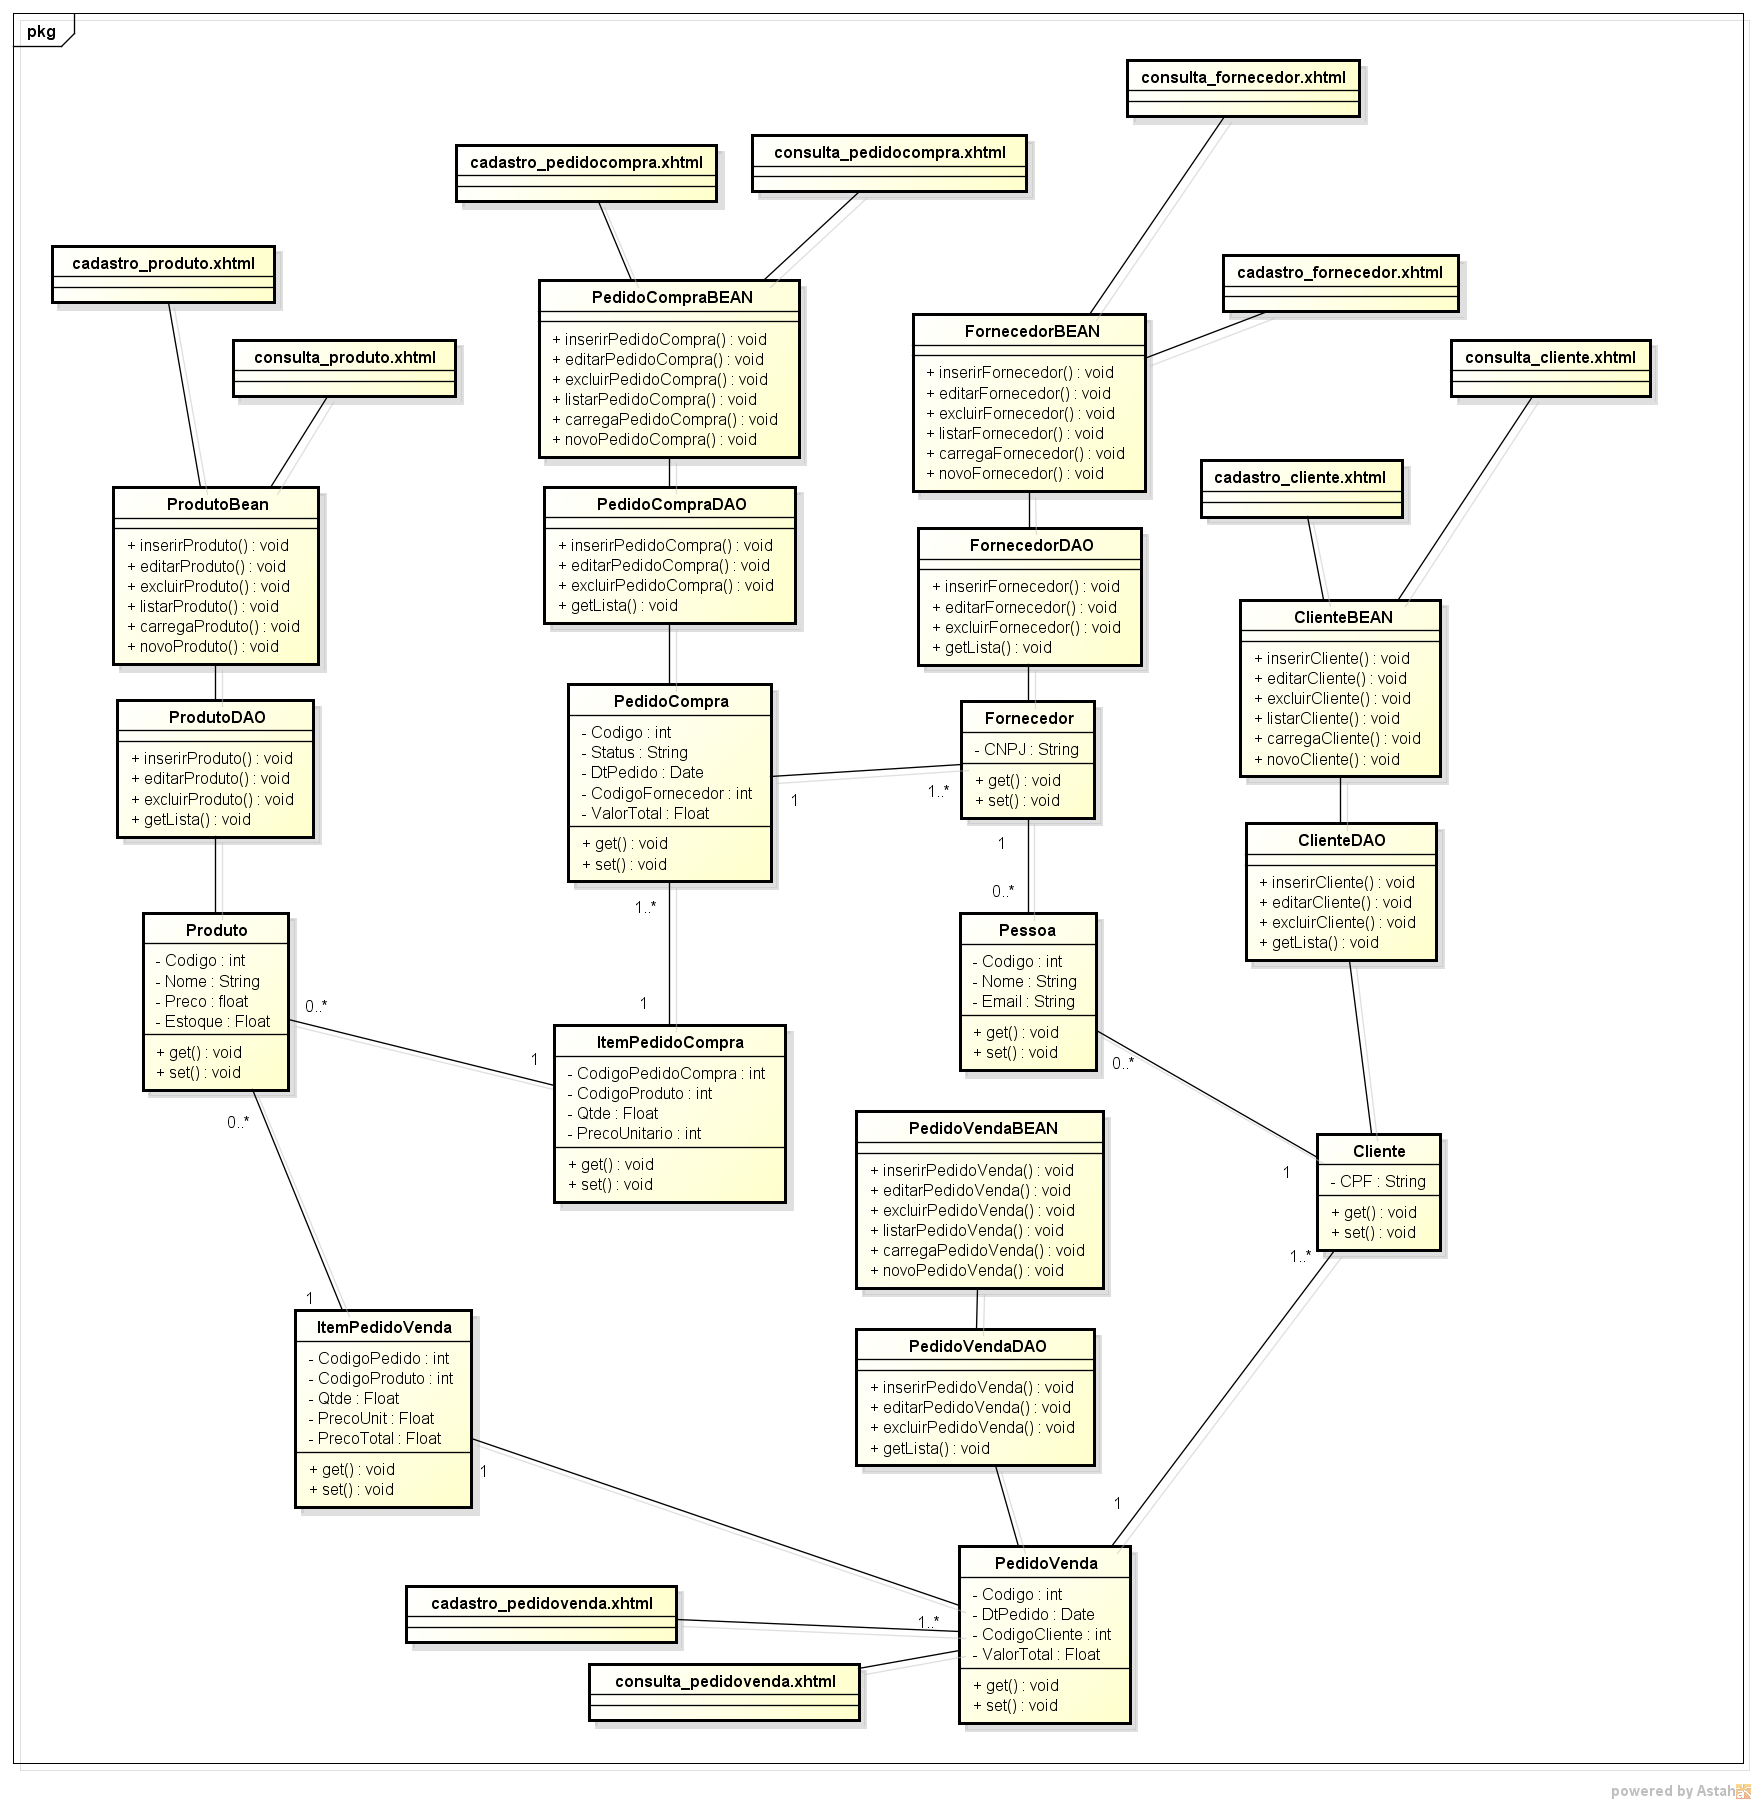 pkg
consulta_fornecedor.xhtml
cadastro_pedidocompra.xhtml
consulta_pedidocompra.xhtml
cadastro_produto.xhtml
consulta_produto.xhtml
cadastro_fornecedor.xhtml
consulta_cliente.xhtml
cadastro_cliente.xhtml
PedidoCompraBEAN
+ inserirPedidoCompra() : void
+ editarPedidoCompra() : void
+ excluirPedidoCompra() : void
+ listarPedidoCompra() : void
+ carregaPedidoCompra() : void
+ novoPedidoCompra() : void
FornecedorBEAN
+ inserirFornecedor() : void
+ editarFornecedor() : void
+ excluirFornecedor() : void
+ listarFornecedor() : void
+ carregaFornecedor() : void
+ novoFornecedor() : void
ProdutoBean
+ inserirProduto() : void
+ editarProduto() : void
+ excluirProduto() : void
+ listarProduto() : void
+ carregaProduto() : void
+ novoProduto() : void
PedidoCompraDAO
+ inserirPedidoCompra() : void
+ editarPedidoCompra() : void
+ excluirPedidoCompra() : void
+ getLista() : void
FornecedorDAO
+ inserirFornecedor() : void
+ editarFornecedor() : void
+ excluirFornecedor() : void
+ getLista() : void
ClienteBEAN
+ inserirCliente() : void
+ editarCliente() : void
+ excluirCliente() : void
+ listarCliente() : void
+ carregaCliente() : void
+ novoCliente() : void
ProdutoDAO
+ inserirProduto() : void
+ editarProduto() : void
+ excluirProduto() : void
+ getLista() : void
PedidoCompra
- Codigo : int
- Status : String
- DtPedido : Date
- CodigoFornecedor : int
- ValorTotal : Float
+ get() : void
+ set() : void
1
1..*
Fornecedor
- CNPJ : String
+ get() : void
+ set() : void
1
0..*
ClienteDAO
+ inserirCliente() : void
+ editarCliente() : void
+ excluirCliente() : void
+ getLista() : void
Produto
- Codigo : int
- Nome : String
- Preco : float
- Estoque : Float
+ get() : void
+ set() : void
0..*
1
0..*
1
1..*
1
ItemPedidoCompra
- CodigoPedidoCompra : int
- CodigoProduto : int
- Qtde : Float
- PrecoUnitario : int
+ get() : void
+ set() : void
Pessoa
- Codigo : int
- Nome : String
- Email : String
+ get() : void
+ set() : void
0..*
1
Cliente
- CPF : String
+ get() : void
+ set() : void
1..*
1
PedidoVendaBEAN
+ inserirPedidoVenda() : void
+ editarPedidoVenda() : void
+ excluirPedidoVenda() : void
+ listarPedidoVenda() : void
+ carregaPedidoVenda() : void
+ novoPedidoVenda() : void
ItemPedidoVenda
- CodigoPedido : int
- CodigoProduto : int
- Qtde : Float
- PrecoUnit : Float
- PrecoTotal : Float
+ get() : void
+ set() : void
1
1..*
PedidoVendaDAO
+ inserirPedidoVenda() : void
+ editarPedidoVenda() : void
+ excluirPedidoVenda() : void
+ getLista() : void
PedidoVenda
- Codigo : int
- DtPedido : Date
- CodigoCliente : int
- ValorTotal : Float
+ get() : void
+ set() : void
cadastro_pedidovenda.xhtml
consulta_pedidovenda.xhtml
powered by Astah